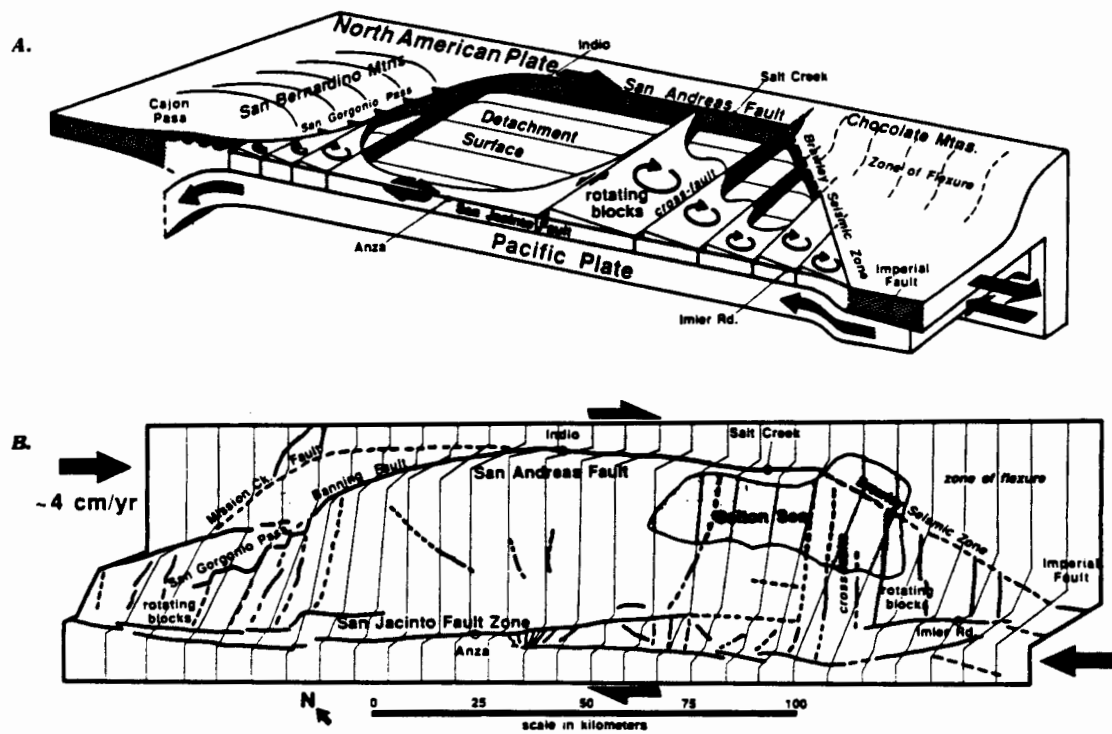 A.
North American Plate
Indio
Salt Creek
San Bernardino Mtns
San Andreas Fault
Cajon
Pass
San Gorgonio Pass
Chocolate Mtns.
Detachment
Surface
Zone of Flexure
Brawley Seismic Zone
rotating
blocks
cross-fault
San Jacinto Fault
Anza
Pacific Plate
Imperial
Fault
Imler Rd.
B.
Indio
Salt Creek
~4 cm/yr
Mission Ck. Fault
Banning Fault
San Andreas Fault
zone of flexure
Salton Sea
Seismic Zone
San Gorgonio Pass
Imperial
Fault
rotating
blocks
rotating
blocks
San Jacinto Fault Zone
Anza
Imler Rd.
N
0 25 50 75 100
scale in kilometers